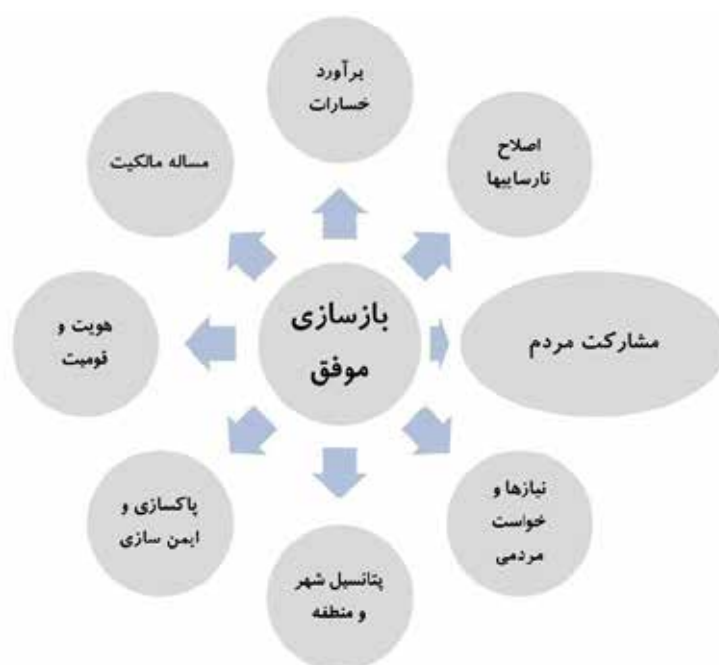 برآورد
خسارات
اصلاح
نارساییها
مساله مالکیت
بازسازی
موفق
مشارکت مردم
هویت و
قومیت
نیازها و
خواست
مردمی
پاکسازی و
ایمن سازی
پتانسیل شهر
و منطقه